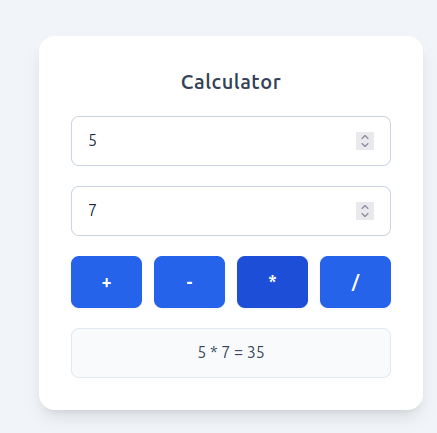 Calculator
5
7
+ - * /
5 * 7 = 35